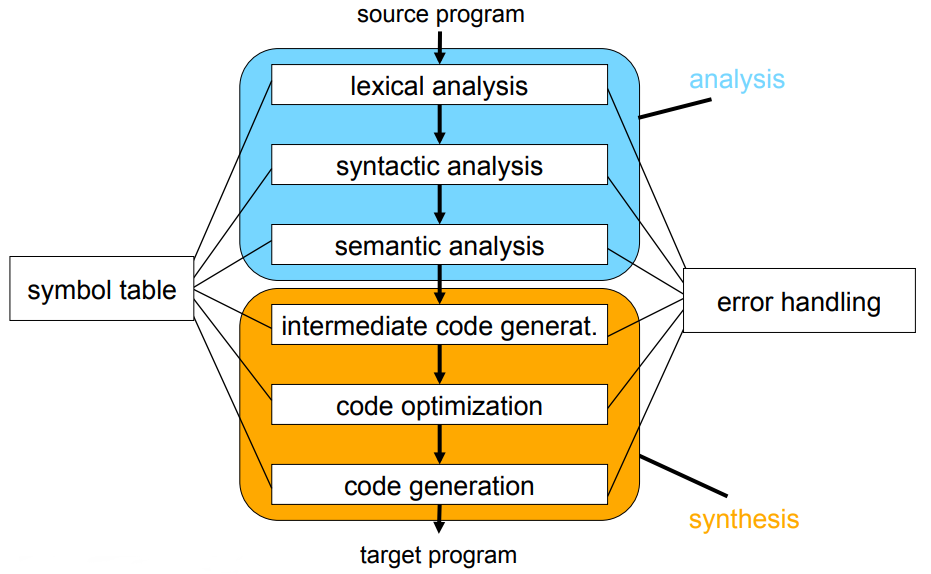 source program
analysis
lexical analysis
syntactic analysis
semantic analysis
symbol table
error handling
intermediate code generat.
code optimization
code generation
synthesis
target program